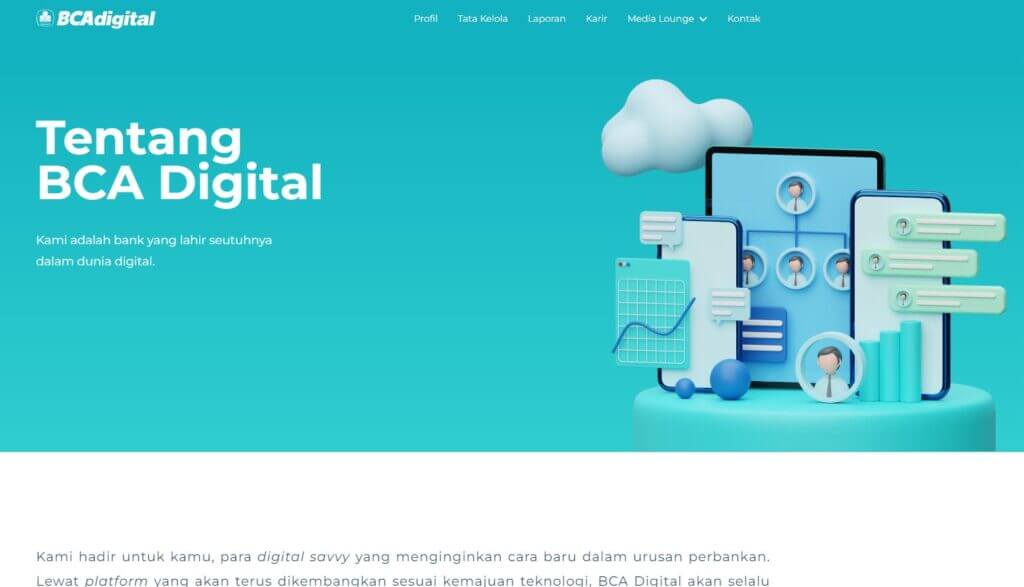 BCAdigital
Profil Tata Kelola Laporan Karir Media Lounge Kontak
Tentang
BCA Digital
Kami adalah bank yang lahir seutuhnya
dalam dunia digital.
Kami hadir untuk kamu, para digital savvy yang menginginkan cara baru dalam urusan perbankan.
Lewat platform yang akan terus dikembangkan sesuai kemajuan teknologi, BCA Digital akan selalu